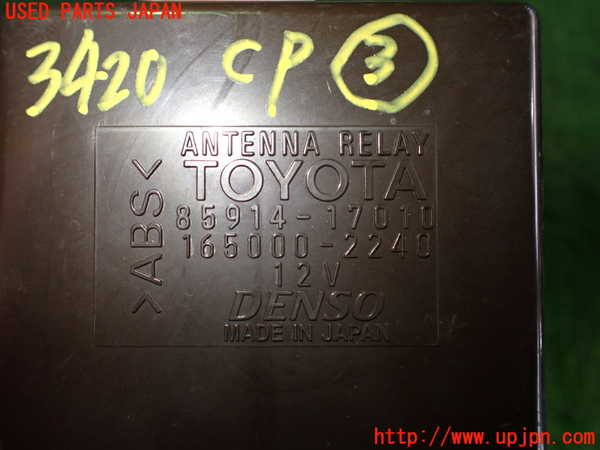 USED PARTS JAPAN
3420 CP ③
ANTENNA RELAY
TOYOTA
85914-17010
165000-2240
12V
DENSO
MADE IN JAPAN
>ABS<
http://www.upjpn.com/